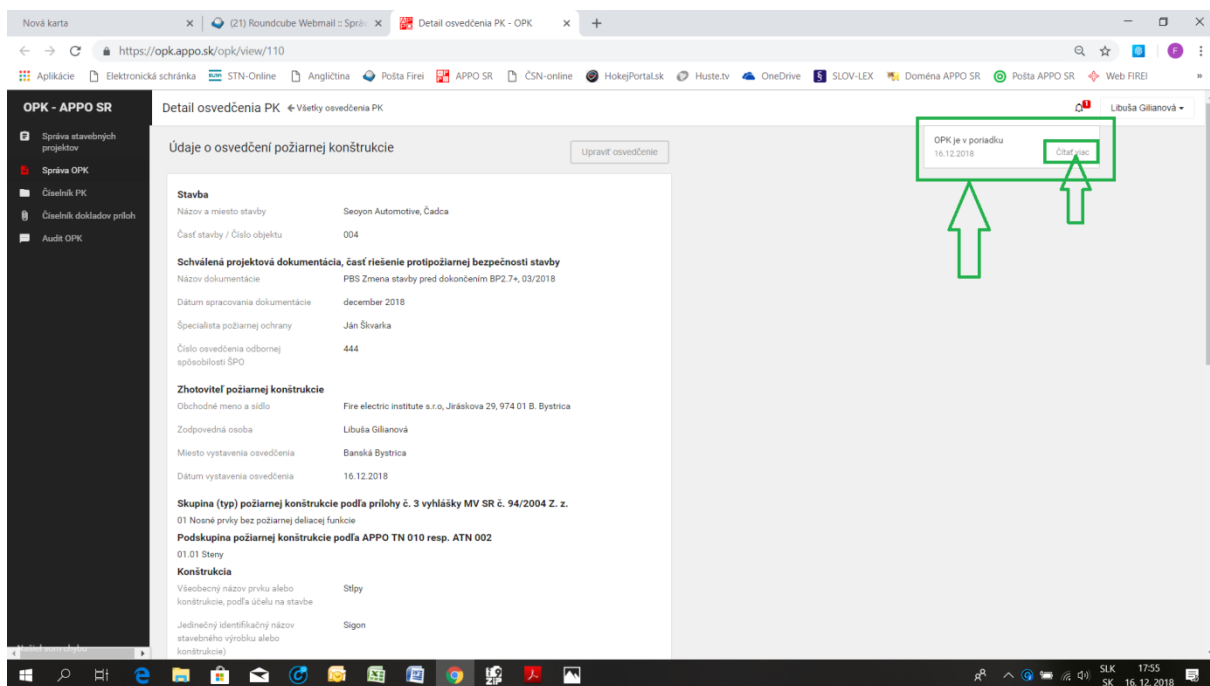 Nová karta
(21) Roundcube Webmail :: Sprá
Detail osvedčenia PK - OPK
https://opk.appo.sk/opk/view/110
F
Aplikácie
Elektronická schránka
STN-Online
Angličtina
Pošta Firei
APPO SR
ČSN-online
HokejPortal.sk
Huste.tv
OneDrive
SLOV-LEX
Doména APPO SR
Pošta APPO SR
Web FIREI
»
OPK - APPO SR
Detail osvedčenia PK
Všetky osvedčenia PK
Libuša Gilianová
Správa stavebných
projektov
Správa OPK
Číselník PK
Číselník dokladov príloh
Audit OPK
Údaje o osvedčení požiarnej konštrukcie
Upraviť osvedčenie
OPK je v poriadku
16.12.2018
Čítať viac
Stavba
Názov a miesto stavby Seoyon Automotive, Čadca
Časť stavby / Číslo objektu 004
Schválená projektová dokumentácia, časť riešenie protipožiarnej bezpečnosti stavby
Názov dokumentácie PBS Zmena stavby pred dokončením BP2.7+, 03/2018
Dátum spracovania dokumentácie december 2018
Špecialista požiarnej ochrany Ján Škvarka
Číslo osvedčenia odbornej 444
spôsobilosti ŠPO
Zhotoviteľ požiarnej konštrukcie
Obchodné meno a sídlo Fire electric institute s.r.o, Jiráskova 29, 974 01 B. Bystrica
Zodpovedná osoba Libuša Gilianová
Miesto vystavenia osvedčenia Banská Bystrica
Dátum vystavenia osvedčenia 16.12.2018
Skupina (typ) požiarnej konštrukcie podľa prílohy č. 3 vyhlášky MV SR č. 94/2004 Z. z.
01 Nosné prvky bez požiarnej deliacej funkcie
Podskupina požiarnej konštrukcie podľa APPO TN 010 resp. ATN 002
01.01 Steny
Konštrukcia
Všeobecný názov prvku alebo Stĺpy
konštrukcie, podľa účelu na stavbe
Jedinečný identifikačný názov Sigon
stavebného výrobku alebo
konštrukcie)
SLK 17:55
SK 16. 12. 2018